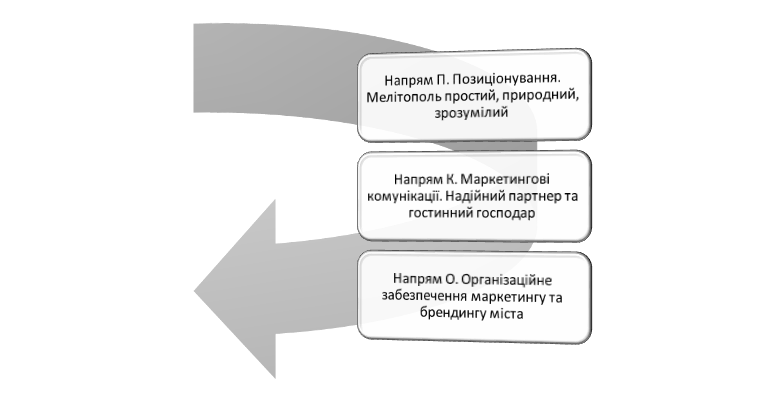 Напрям П. Позиціонування.
Мелітополь простий, природний,
зрозумілий
Напрям К. Маркетингові
комунікації. Надійний партнер та
гостинний господар
Напрям О. Організаційне
забезпечення маркетингу та
брендингу міста